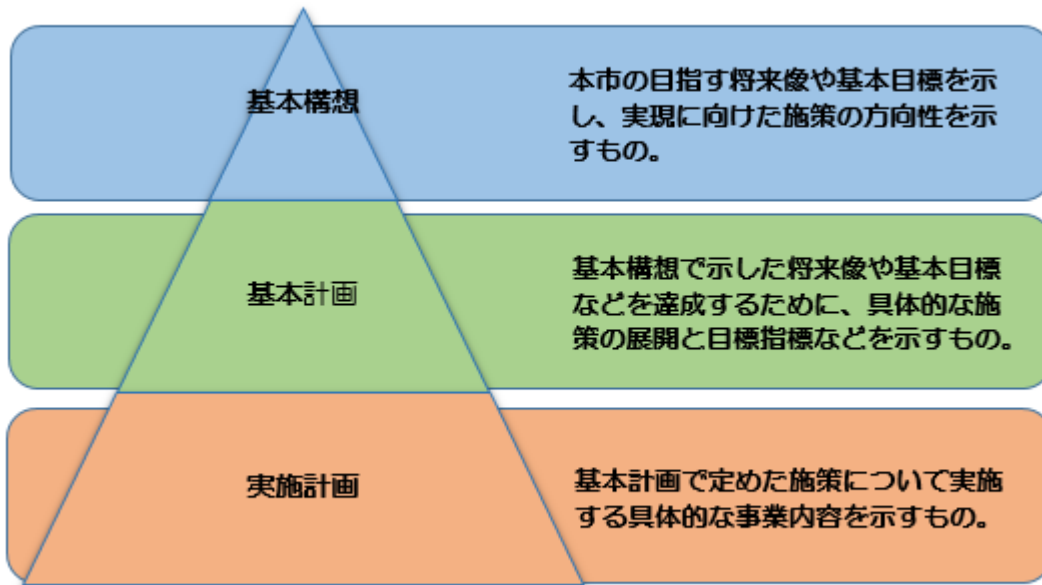 基本構想
本市の目指す将来像や基本目標を示
し、実現に向けた施策の方向性を示
すもの。
基本計画
基本構想で示した将来像や基本目標
などを達成するために、具体的な施
策の展開と目標指標などを示すもの。
実施計画
基本計画で定めた施策について実施
する具体的な事業内容を示すもの。